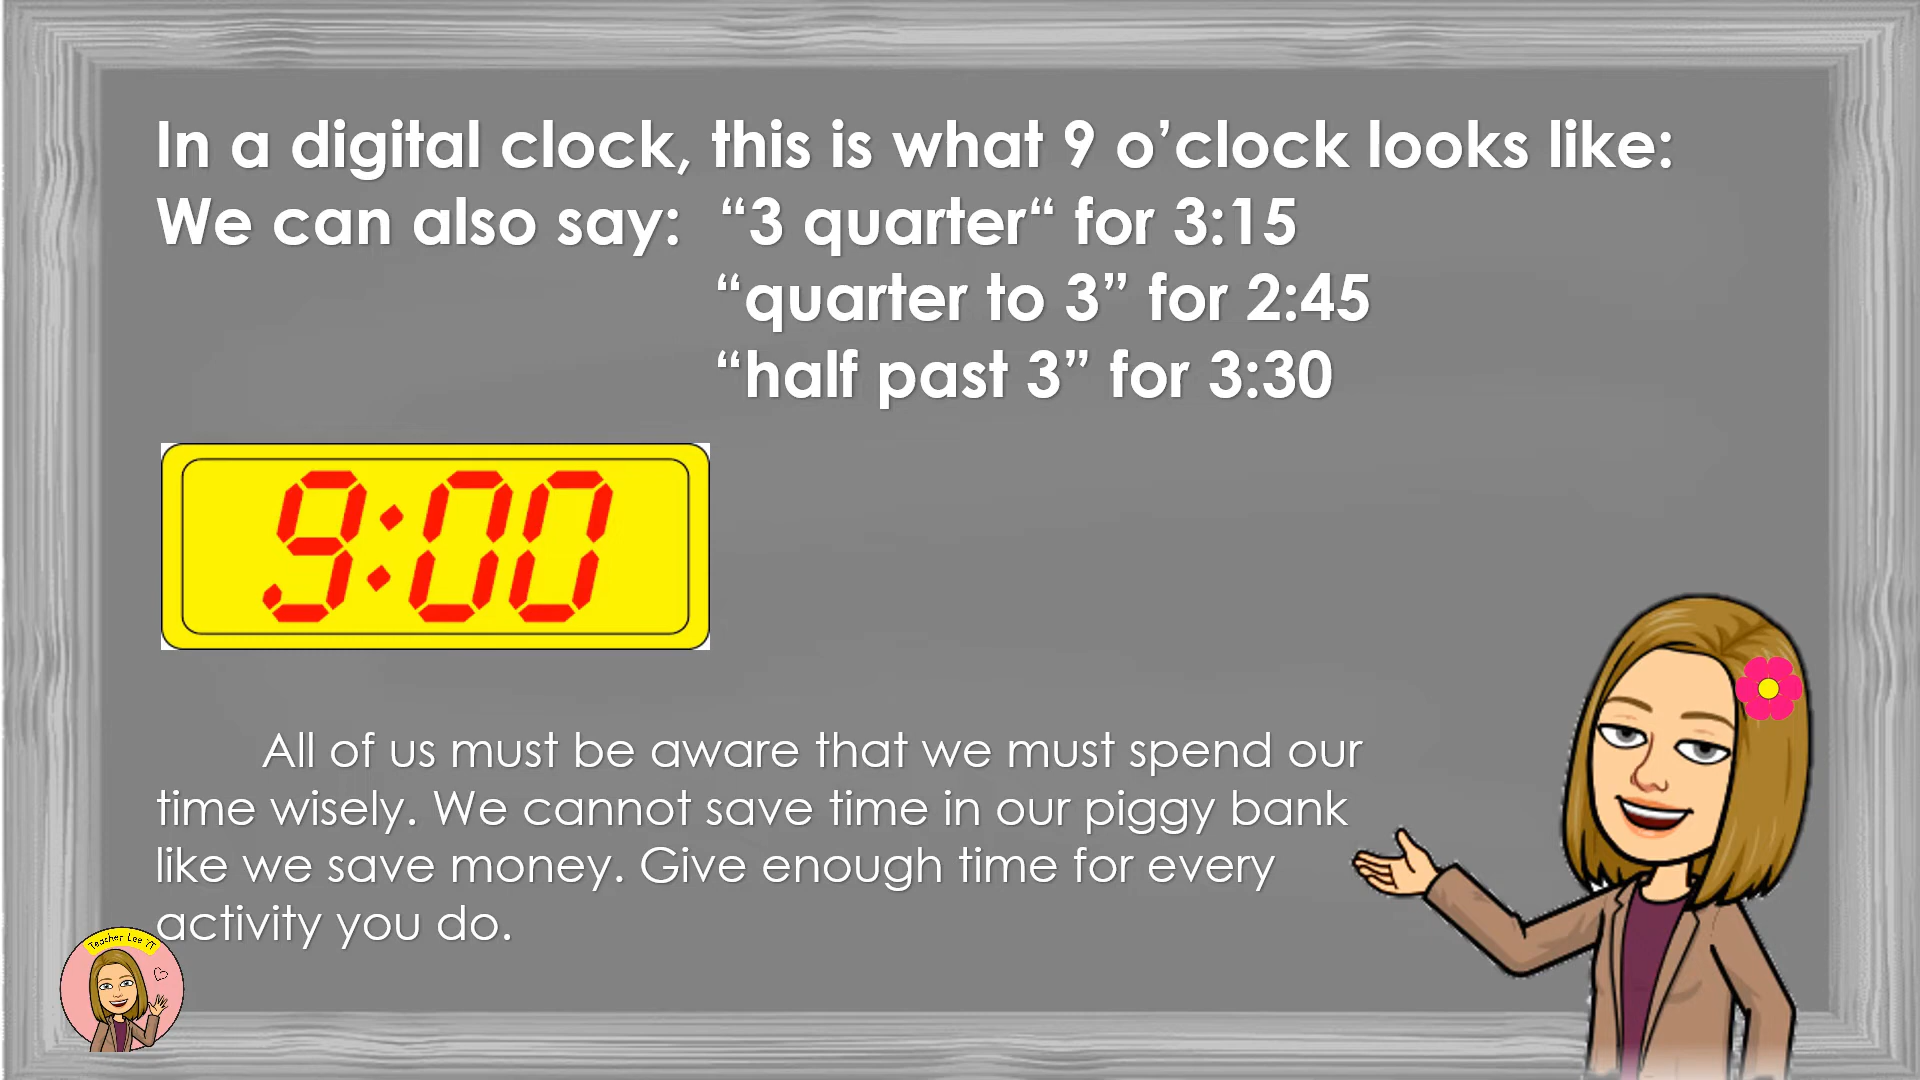 In a digital clock, this is what 9 o’clock looks like:
We can also say: “3 quarter“ for 3:15
“quarter to 3” for 2:45
“half past 3” for 3:30
9:00
All of us must be aware that we must spend our
time wisely. We cannot save time in our piggy bank
like we save money. Give enough time for every
activity you do.
Teacher Lee YT